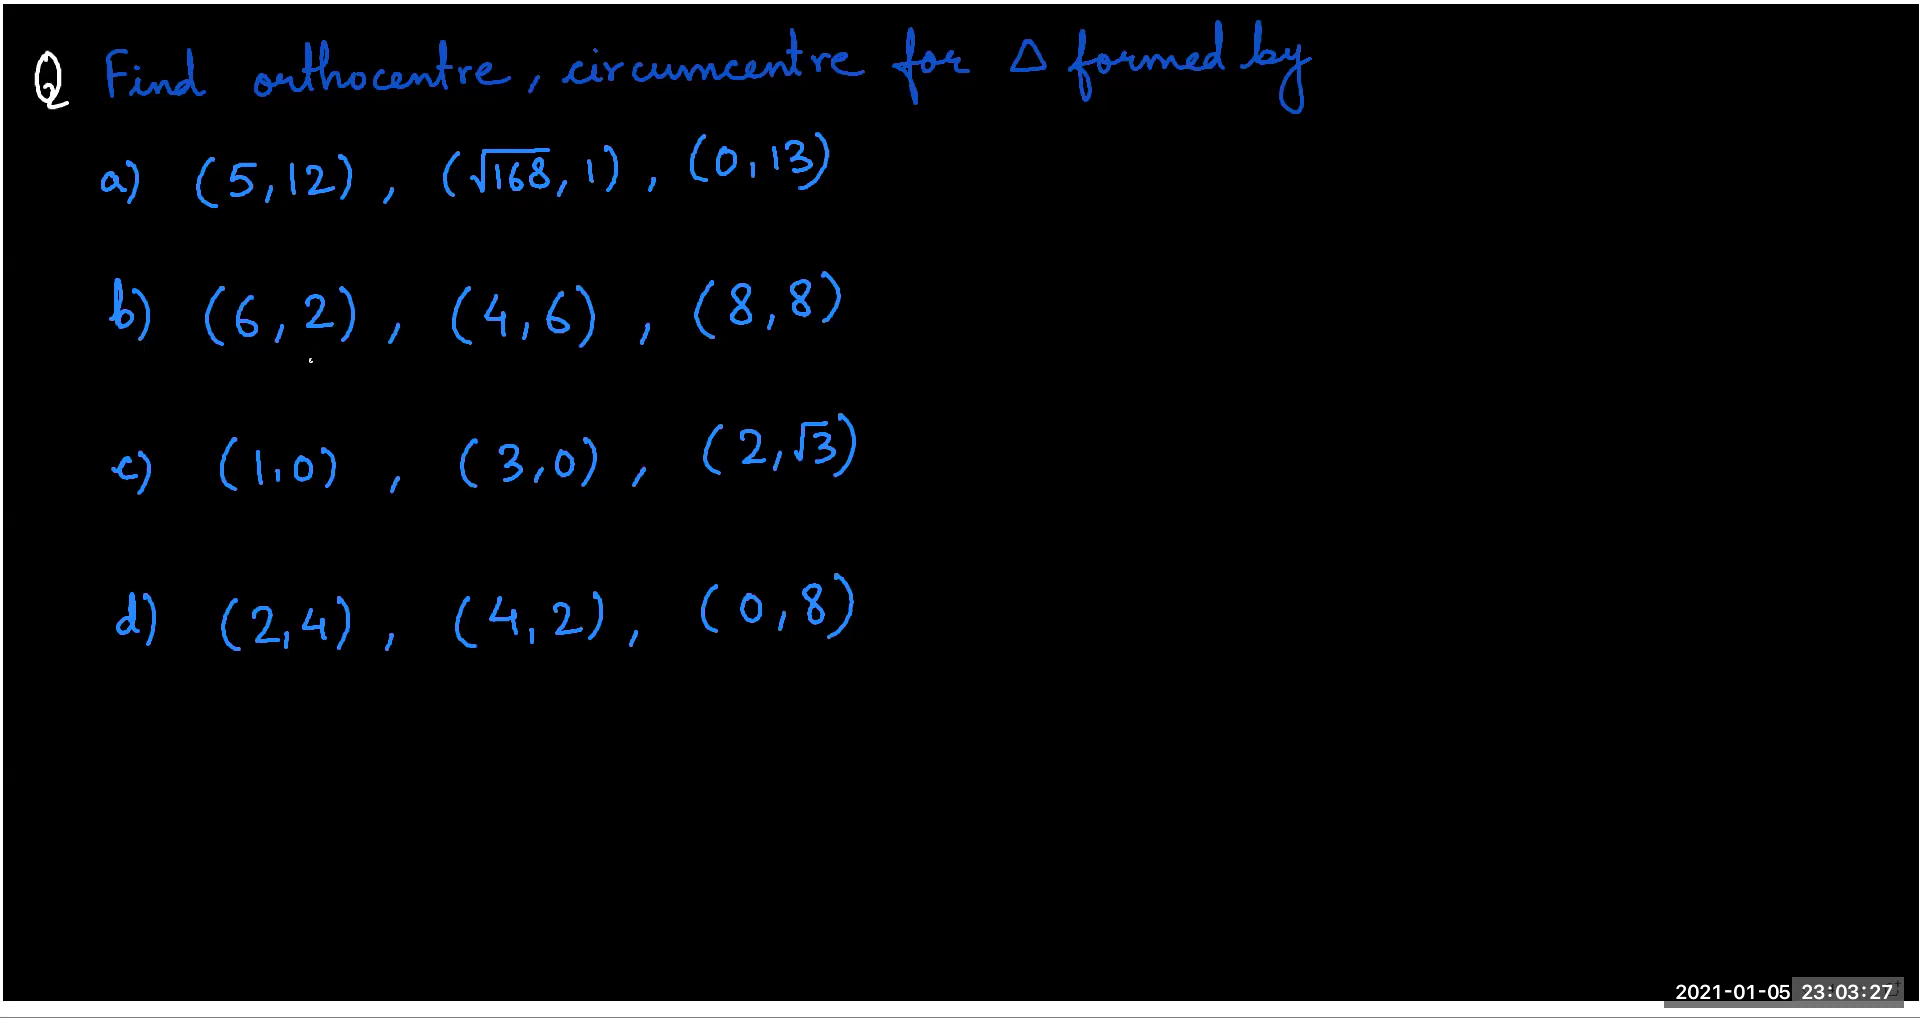 Q Find orthocentre, circumcentre for Δ formed by
a) (5,12), (√168, 1), (0,13)
b) (6,2), (4,6), (8,8)
c) (1,0), (3,0), (2,√3)
d) (2,4), (4,2), (0,8)
2021-01-05 23:03:27